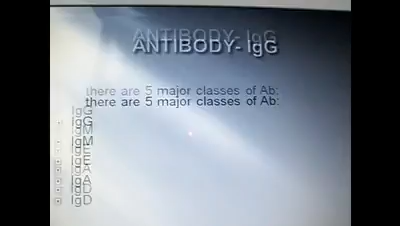 ANTIBODY- IgG
there are 5 major classes of Ab:
IgG
IgM
IgE
IgA
IgD